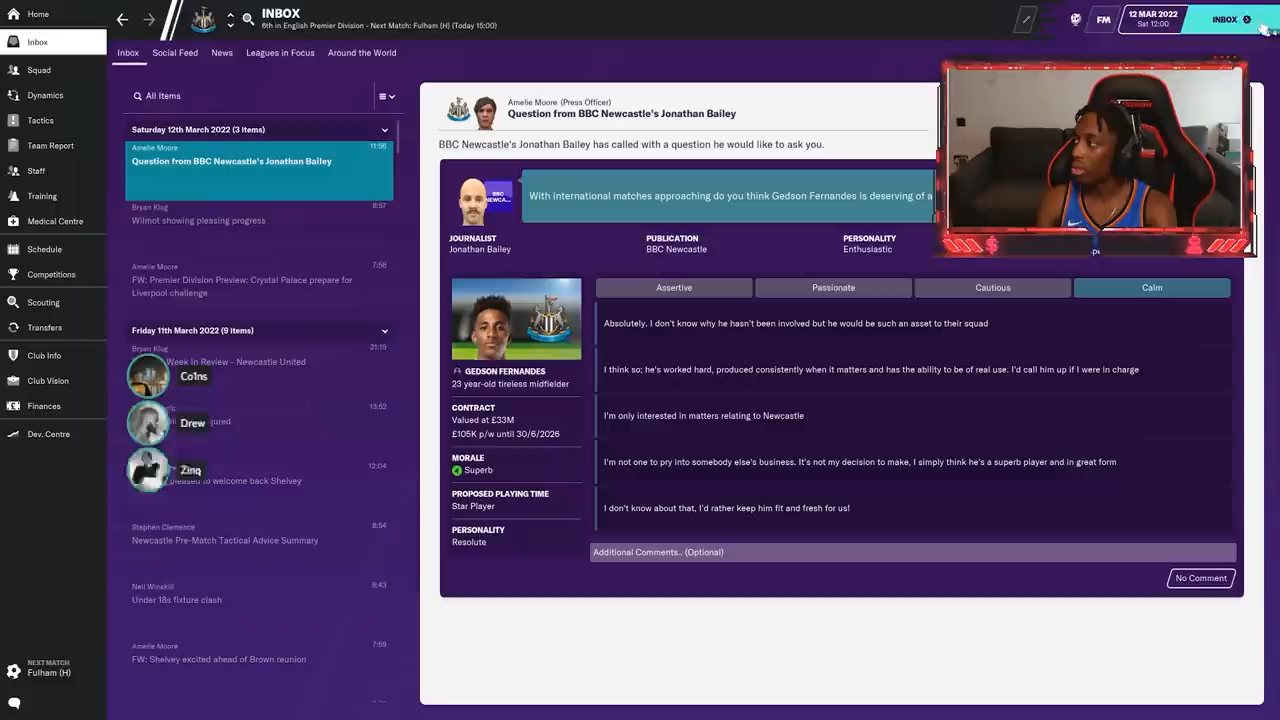 Home
Inbox
Squad
Dynamics
Tactics
Team Report
Staff
Training
Medical Centre
Schedule
Competitions
Scouting
Transfers
Club Info
Club Vision
Finances
Dev. Centre
NEXT MATCH
Fulham (H)
INBOX
6th in English Premier Division - Next Match: Fulham (H) (Today 15:00)
FM
12 MAR 2022
Sat 12:00
INBOX
Inbox
Social Feed
News
Leagues in Focus
Around the World
All Items
Saturday 12th March 2022 (3 items)
Amelie Moore
11:56
Question from BBC Newcastle's Jonathan Bailey
Bryan Klug
8:57
Wilmot showing pleasing progress
Amelie Moore
7:58
FW: Premier Division Preview: Crystal Palace prepare for
Liverpool challenge
Friday 11th March 2022 (9 items)
Bryan Klug
21:15
Week In Review - Newcastle United
Co1ns
13:52
Drew
12:04
Zinq
pleased to welcome back Shelvey
Stephen Clemence
8:54
Newcastle Pre-Match Tactical Advice Summary
Neil Winskill
8:43
Under 18s fixture clash
Amelie Moore
7:59
FW: Shelvey excited ahead of Brown reunion
Amelie Moore (Press Officer)
Question from BBC Newcastle's Jonathan Bailey
BBC Newcastle's Jonathan Bailey has called with a question he would like to ask you.
BBC
NEWCA...
With international matches approaching do you think Gedson Fernandes is deserving of a
JOURNALIST
Jonathan Bailey
PUBLICATION
BBC Newcastle
PERSONALITY
Enthusiastic
GEDSON FERNANDES
23 year-old tireless midfielder
CONTRACT
Valued at £33M
£105K p/w until 30/6/2026
MORALE
Superb
PROPOSED PLAYING TIME
Star Player
PERSONALITY
Resolute
Assertive
Passionate
Cautious
Calm
Absolutely. I don't know why he hasn't been involved but he would be such an asset to their squad
I think so; he's worked hard, produced consistently when it matters and has the ability to be of real use. I'd call him up if I were in charge
I'm only interested in matters relating to Newcastle
I'm not one to pry into somebody else's business. It's not my decision to make, I simply think he's a superb player and in great form
I don't know about that, I'd rather keep him fit and fresh for us!
Additional Comments.. (Optional)
No Comment